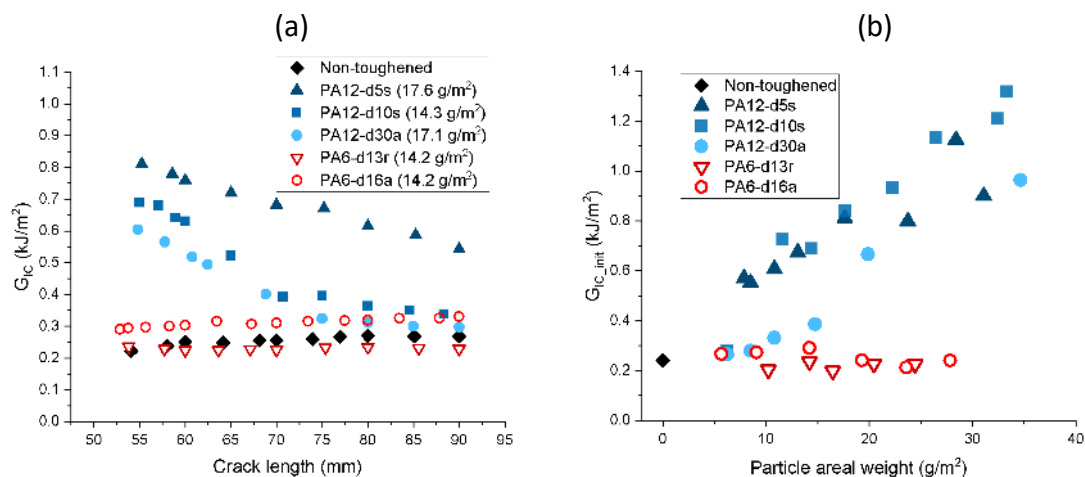 (a)
(b)
Non-toughened
PA12-d5s (17.6 g/m²)
PA12-d10s (14.3 g/m²)
PA12-d30a (17.1 g/m²)
PA6-d13r (14.2 g/m²)
PA6-d16a (14.2 g/m²)
1.1
1.0
0.9
0.8
0.7
0.6
0.5
0.4
0.3
0.2
0.1
0.0
G_IC (kJ/m²)
50 55 60 65 70 75 80 85 90 95
Crack length (mm)
Non-toughened
PA12-d5s
PA12-d10s
PA12-d30a
PA6-d13r
PA6-d16a
1.4
1.2
1.0
0.8
0.6
0.4
0.2
0.0
G_IC_init (kJ/m²)
0 10 20 30 40
Particle areal weight (g/m²)